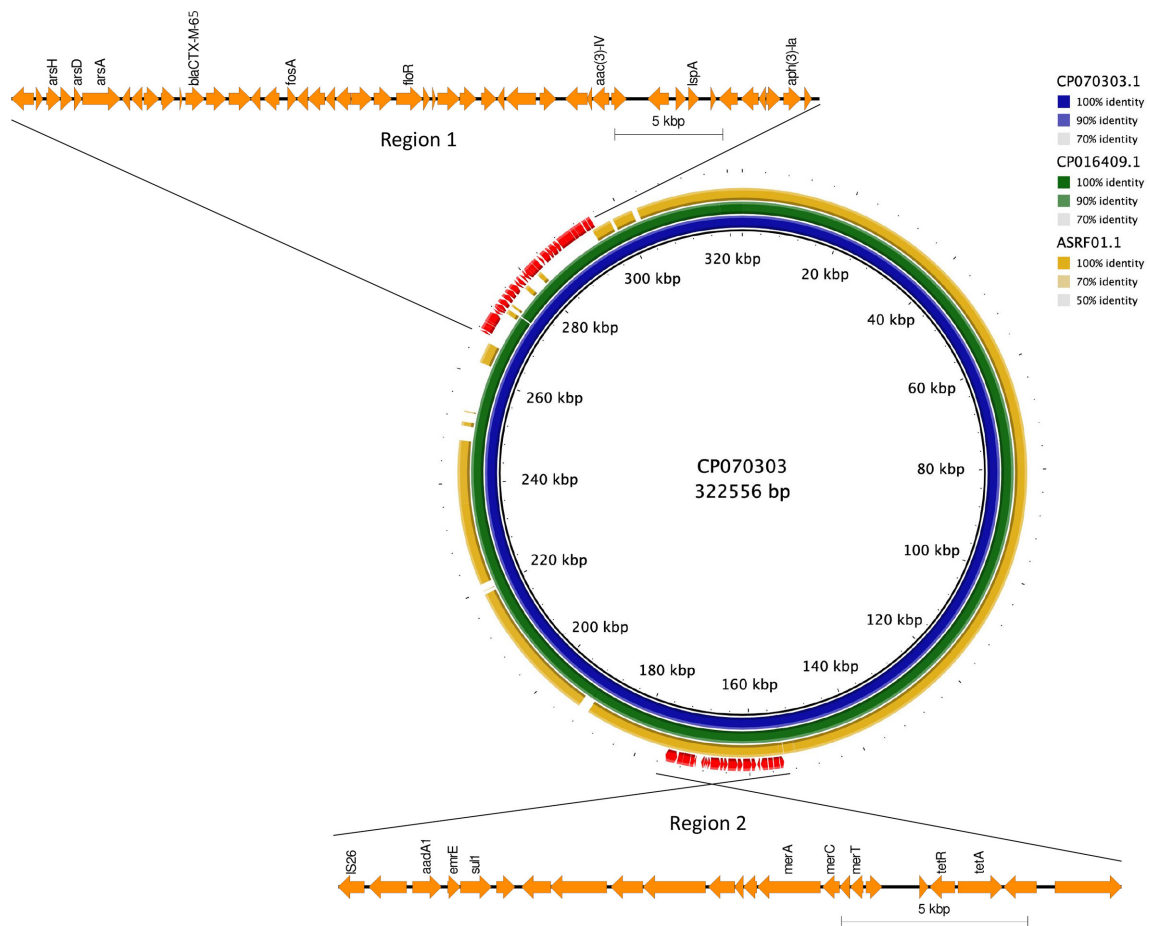 arsH
arsD
arsA
blaCTX-M-65
fosA
floR
aac(3)-IV
lspA
aph(3)-Ia
5 kbp
Region 1
CP070303.1
100% identity
90% identity
70% identity
CP016409.1
100% identity
90% identity
70% identity
ASRF01.1
100% identity
70% identity
50% identity
320 kbp
20 kbp
40 kbp
60 kbp
80 kbp
100 kbp
120 kbp
140 kbp
160 kbp
180 kbp
200 kbp
220 kbp
240 kbp
260 kbp
280 kbp
300 kbp
CP070303
322556 bp
Region 2
IS26
aadA1
emrE
sul1
merA
merC
merT
tetR
tetA
5 kbp